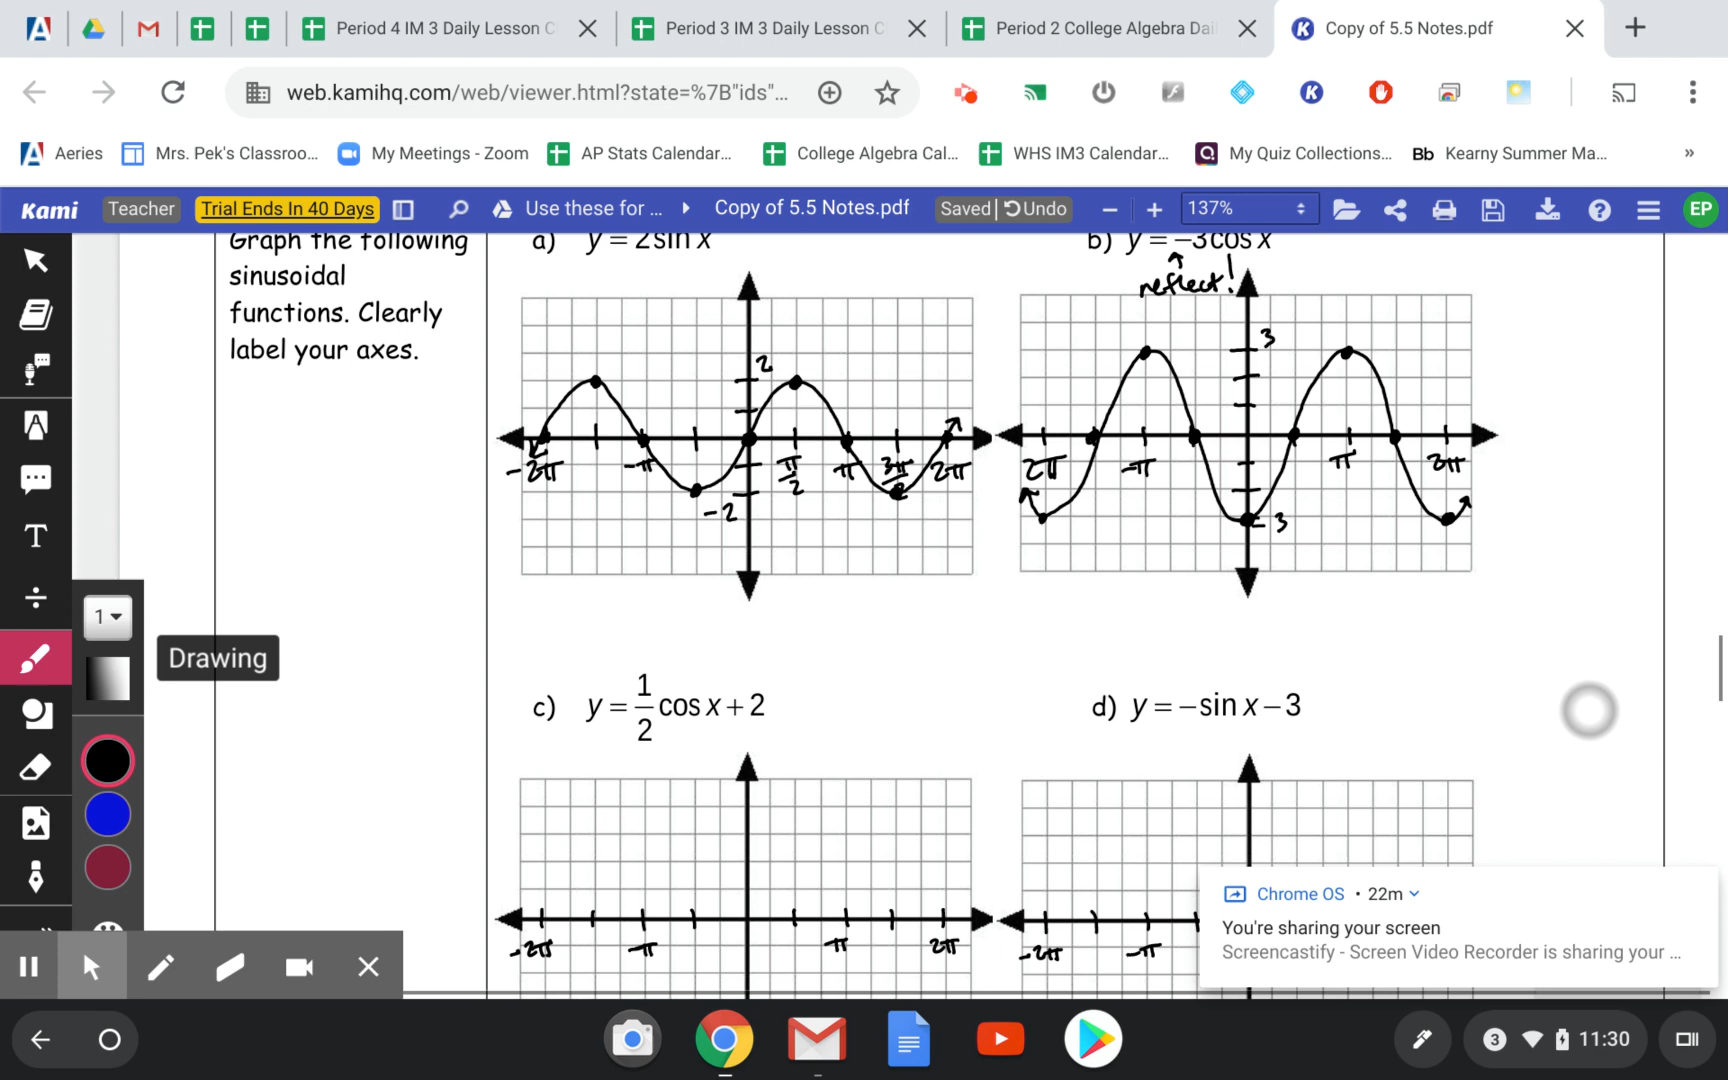 Period 4 IM 3 Daily Lesson C
Period 3 IM 3 Daily Lesson C
Period 2 College Algebra Dai
Copy of 5.5 Notes.pdf
web.kamihq.com/web/viewer.html?state=%7B"ids"...
Aeries
Mrs. Pek's Classroo...
My Meetings - Zoom
AP Stats Calendar...
College Algebra Cal...
WHS IM3 Calendar...
My Quiz Collections...
Bb Kearny Summer Ma...
»
Kami
Teacher
Trial Ends In 40 Days
Use these for ...
Copy of 5.5 Notes.pdf
Saved | Undo
137%
EP
Graph the following
sinusoidal
functions. Clearly
label your axes.
a) y = 2 sin x
b) y = −3 cos x
reflect!
2
-2π
-π
π/2
π
3π/2
2π
-2
3
2π
-π
π
2π
-3
1
Drawing
c) y = 1/2 cos x + 2
d) y = − sin x − 3
-2π
-π
π
2π
-2π
-π
Chrome OS • 22m
You're sharing your screen
Screencastify - Screen Video Recorder is sharing your ...
3
11:30